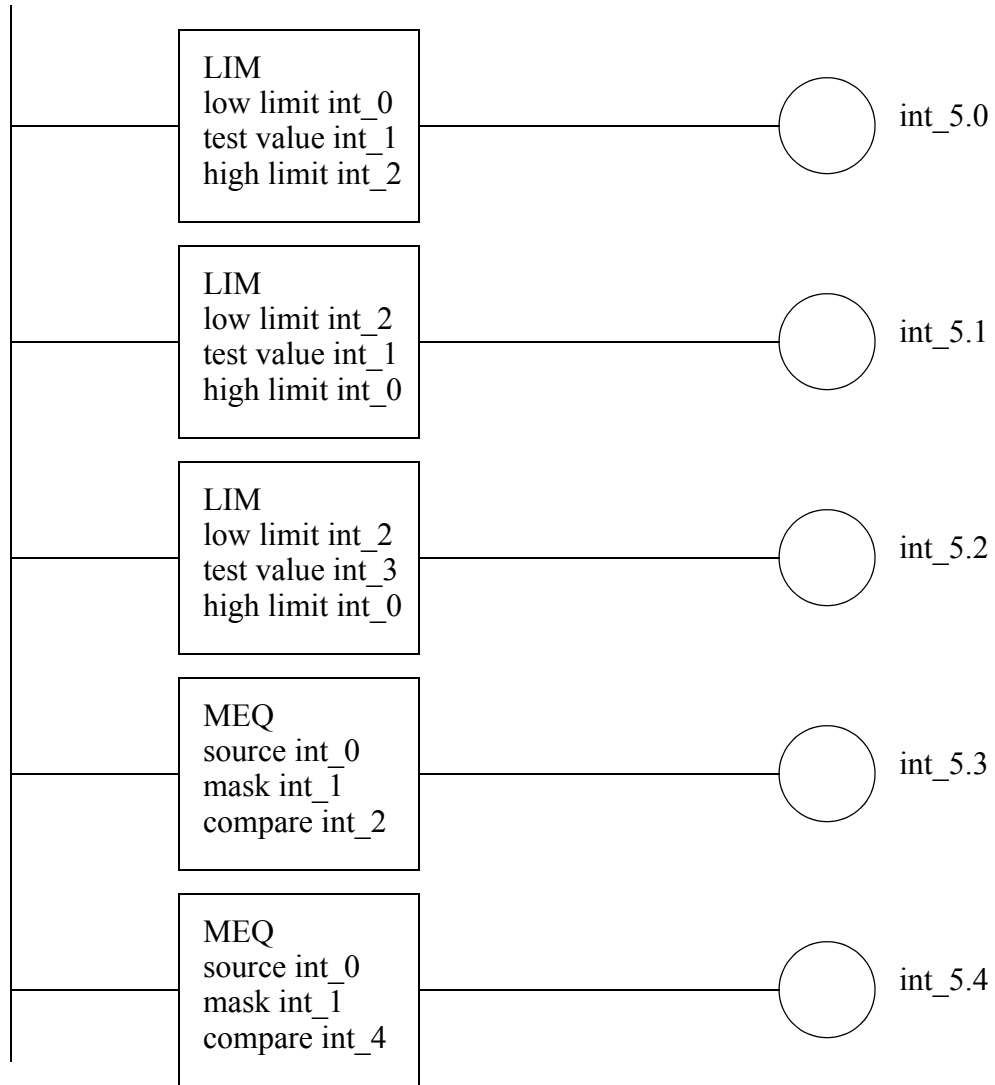 LIM
low limit int_0
test value int_1
high limit int_2
int_5.0
LIM
low limit int_2
test value int_1
high limit int_0
int_5.1
LIM
low limit int_2
test value int_3
high limit int_0
int_5.2
MEQ
source int_0
mask int_1
compare int_2
int_5.3
MEQ
source int_0
mask int_1
compare int_4
int_5.4